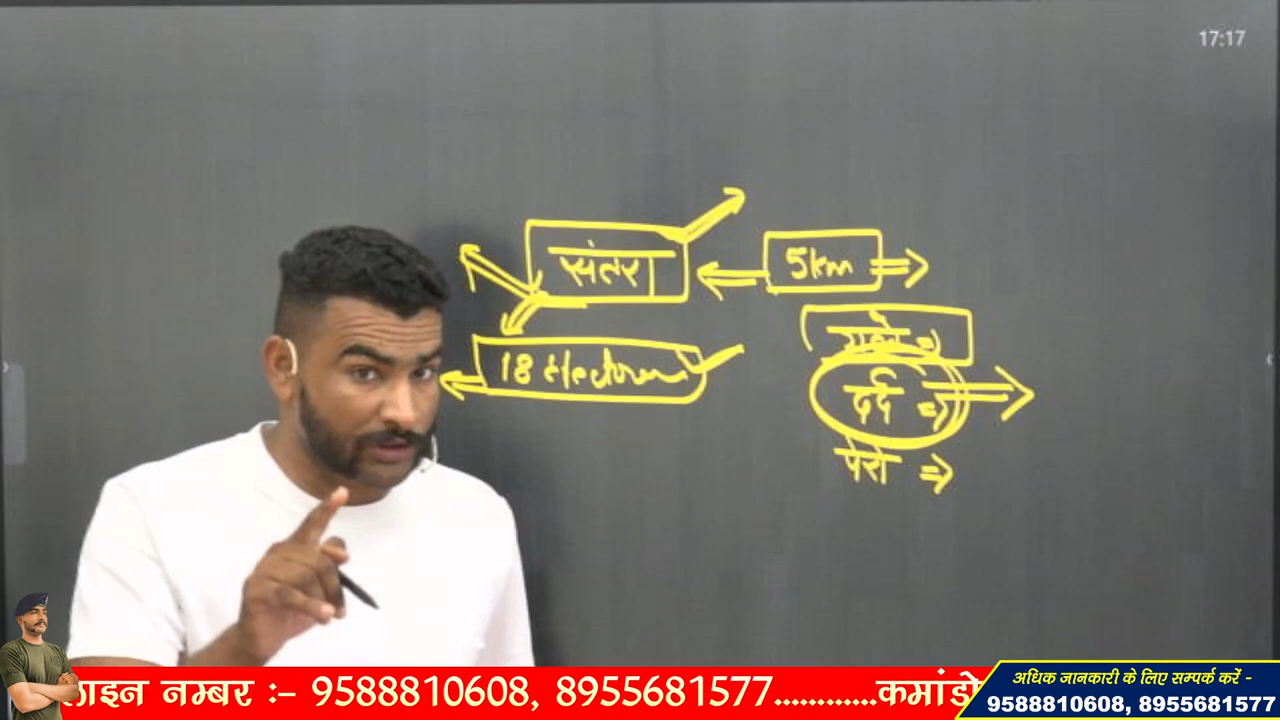 17:17
संतरा
5km
18
दर्द ⇒
पैरों ⇒
लाइन नम्बर :- 9588810608, 8955681577............कमांडो
अधिक जानकारी के लिए सम्पर्क करें -
9588810608, 8955681577